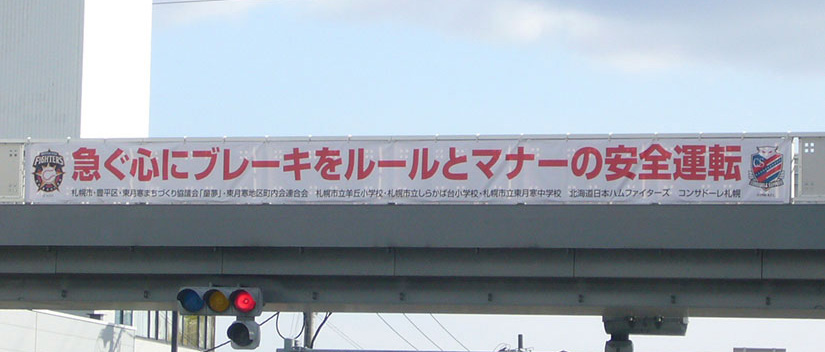 FIGHTERS
急ぐ心にブレーキをルールとマナーの安全運転
札幌市・豊平区・東月寒まちづくり協議会「翔夢」・東月寒地区町内会連合会 札幌市立羊丘小学校・札幌市立しらかば台小学校・札幌市立東月寒中学校 北海道日本ハムファイターズ コンサドーレ札幌